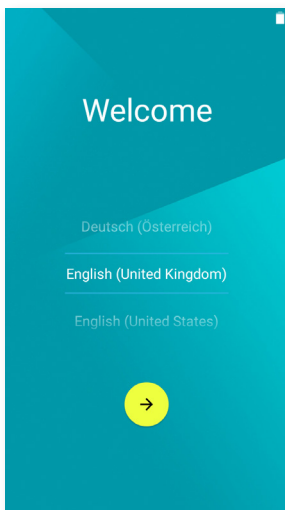 Welcome
Deutsch (Österreich)
English (United Kingdom)
English (United States)